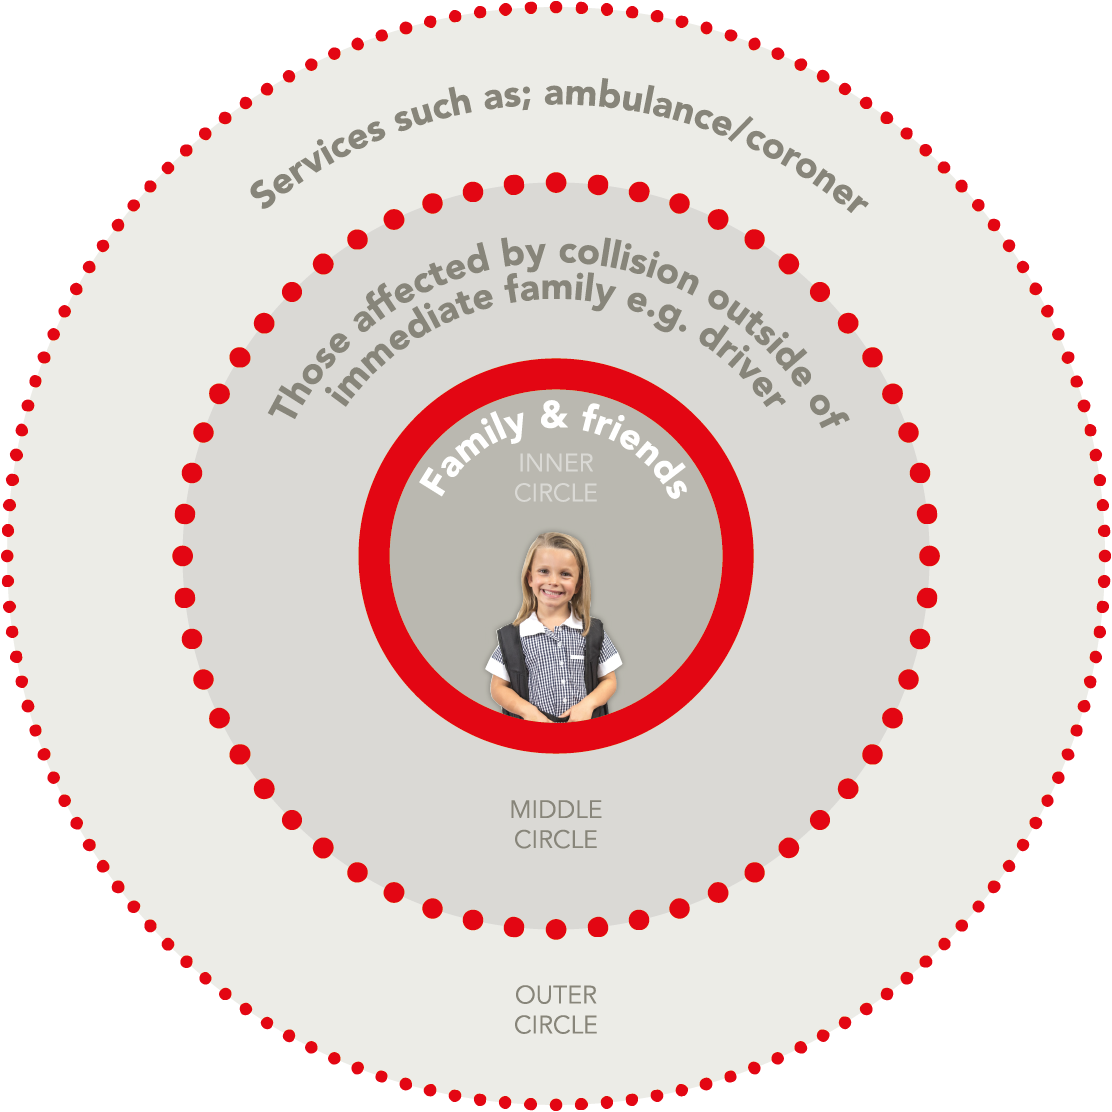 Services such as; ambulance/coroner
Those affected by collision outside of
immediate family e.g. driver
Family & friends
INNER
CIRCLE
MIDDLE
CIRCLE
OUTER
CIRCLE